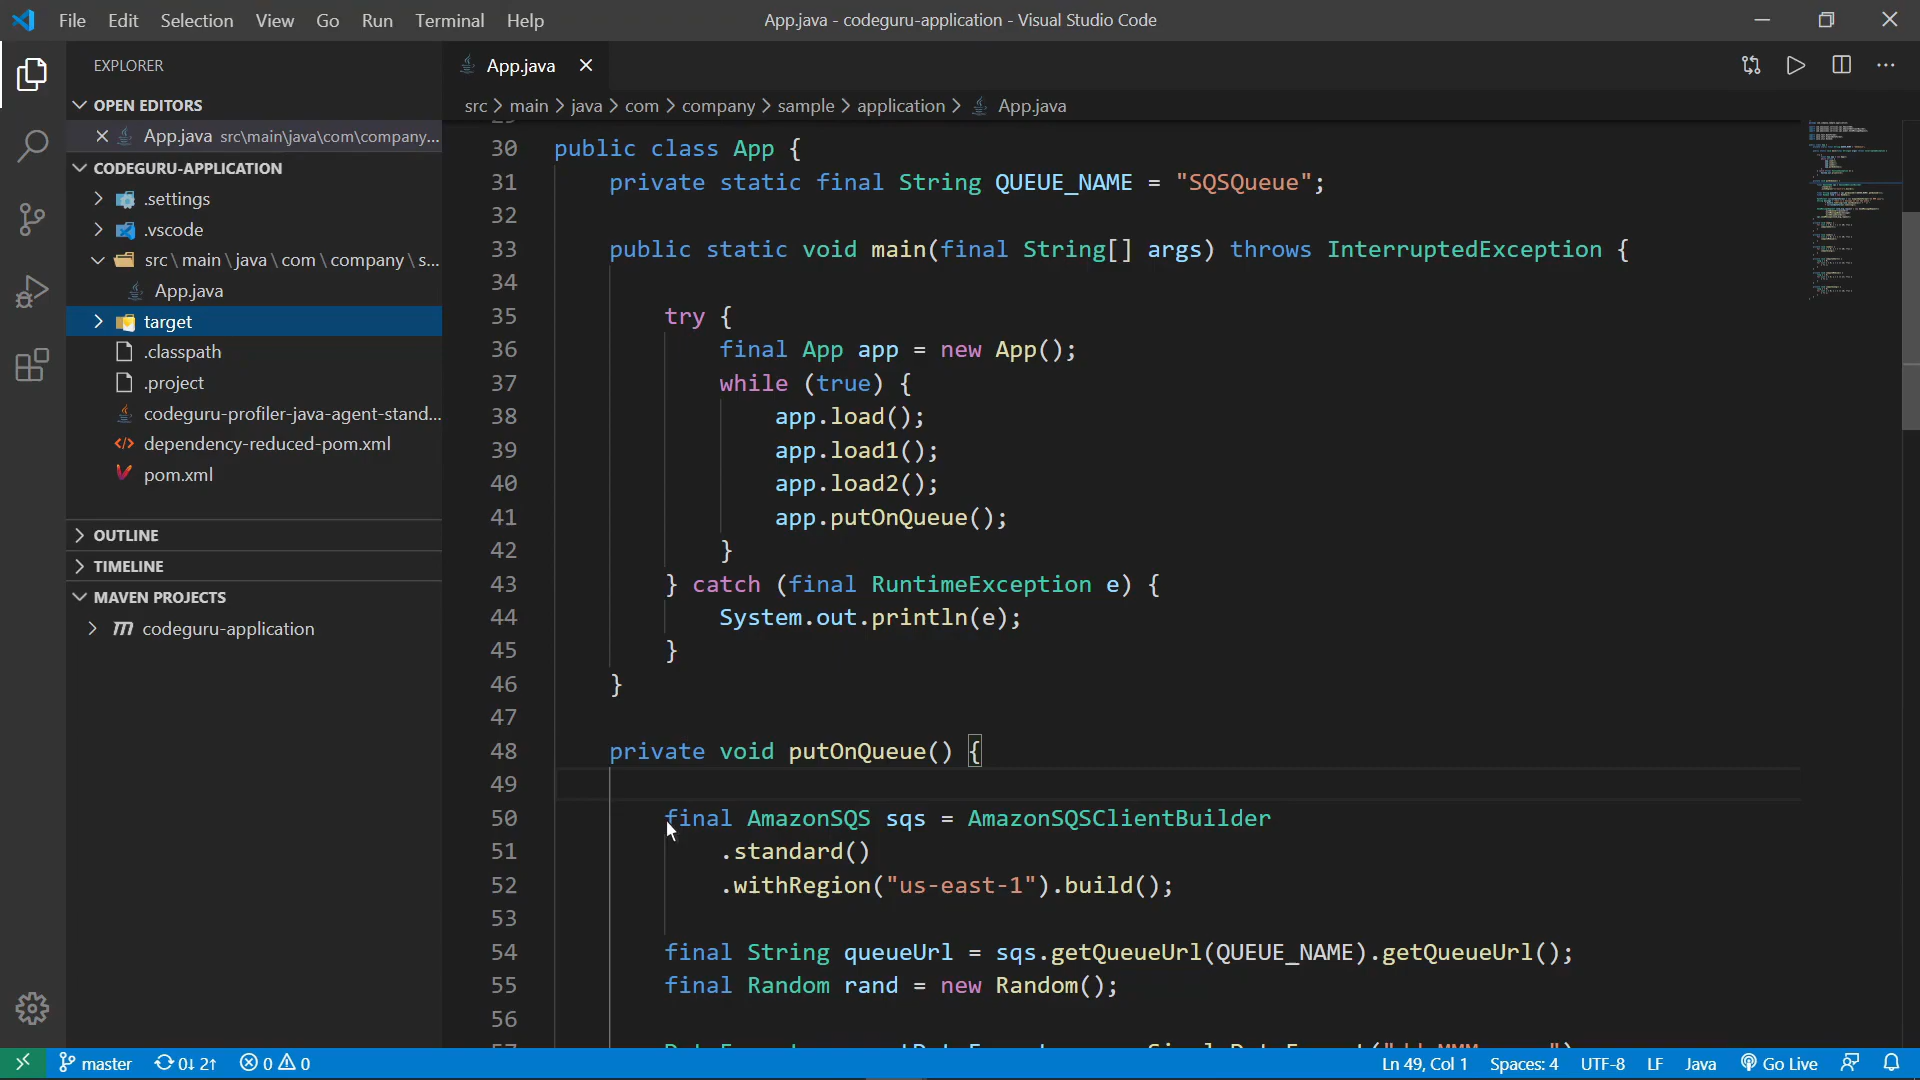 File Edit Selection View Go Run Terminal Help
App.java - codeguru-application - Visual Studio Code
EXPLORER
OPEN EDITORS
App.java src\main\java\com\company...
CODEGURU-APPLICATION
.settings
.vscode
src\main\java\com\company\s...
App.java
target
.classpath
.project
codeguru-profiler-java-agent-stand...
dependency-reduced-pom.xml
pom.xml
OUTLINE
TIMELINE
MAVEN PROJECTS
codeguru-application
App.java
src > main > java > com > company > sample > application > App.java
30 public class App {
31 private static final String QUEUE_NAME = "SQSQueue";
32
33 public static void main(final String[] args) throws InterruptedException {
34
35 try {
36 final App app = new App();
37 while (true) {
38 app.load();
39 app.load1();
40 app.load2();
41 app.putOnQueue();
42 }
43 } catch (final RuntimeException e) {
44 System.out.println(e);
45 }
46 }
47
48 private void putOnQueue() {
49
50 final AmazonSQS sqs = AmazonSQSClientBuilder
51 .standard()
52 .withRegion("us-east-1").build();
53
54 final String queueUrl = sqs.getQueueUrl(QUEUE_NAME).getQueueUrl();
55 final Random rand = new Random();
56
master 0↓ 2↑ 0 0 Ln 49, Col 1 Spaces: 4 UTF-8 LF Java Go Live